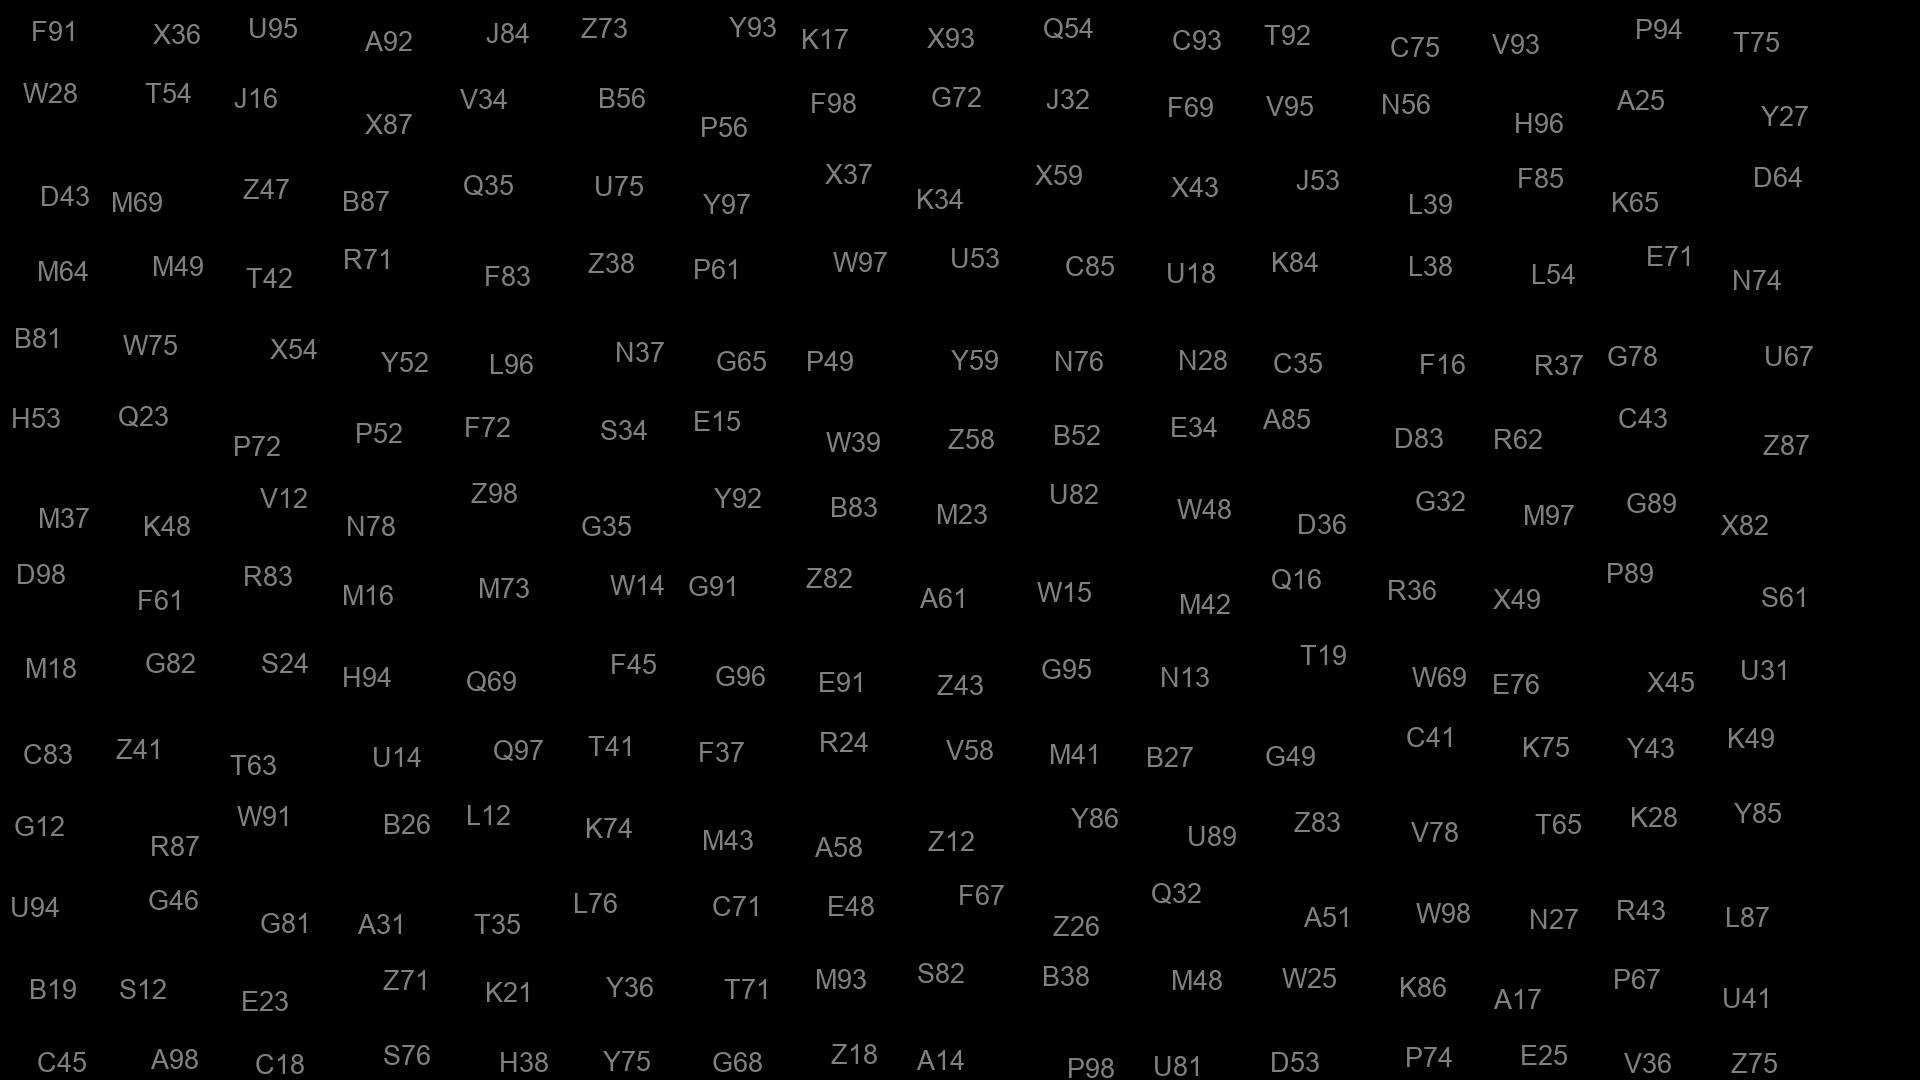 F91 X36 U95 A92 J84 Z73 Y93 K17 X93 Q54 C93 T92 C75 V93 P94 T75
W28 T54 J16 X87 V34 B56 P56 F98 G72 J32 F69 V95 N56 H96 A25 Y27
D43 M69 Z47 B87 Q35 U75 Y97 X37 K34 X59 X43 J53 L39 F85 K65 D64
M64 M49 T42 R71 F83 Z38 P61 W97 U53 C85 U18 K84 L38 L54 E71 N74
B81 W75 X54 Y52 L96 N37 G65 P49 Y59 N76 N28 C35 F16 R37 G78 U67
H53 Q23 P72 P52 F72 S34 E15 W39 Z58 B52 E34 A85 D83 R62 C43 Z87
M37 K48 V12 N78 Z98 G35 Y92 B83 M23 U82 W48 D36 G32 M97 G89 X82
D98 F61 R83 M16 M73 W14 G91 Z82 A61 W15 M42 Q16 R36 X49 P89 S61
M18 G82 S24 H94 Q69 F45 G96 E91 Z43 G95 N13 T19 W69 E76 X45 U31
C83 Z41 T63 U14 Q97 T41 F37 R24 V58 M41 B27 G49 C41 K75 Y43 K49
G12 R87 W91 B26 L12 K74 M43 A58 Z12 Y86 U89 Z83 V78 T65 K28 Y85
U94 G46 G81 A31 T35 L76 C71 E48 F67 Z26 Q32 A51 W98 N27 R43 L87
B19 S12 E23 Z71 K21 Y36 T71 M93 S82 B38 M48 W25 K86 A17 P67 U41
C45 A98 C18 S76 H38 Y75 G68 Z18 A14 P98 U81 D53 P74 E25 V36 Z75